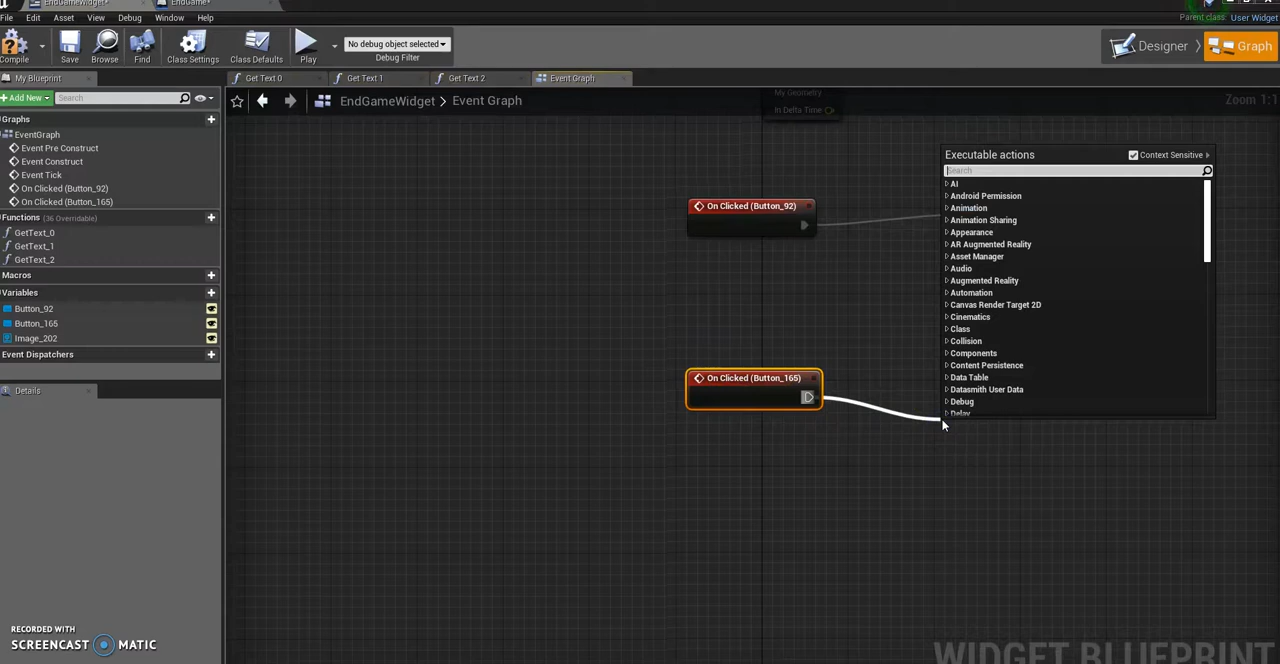 EndGameWidget*
EndGame*
File Edit Asset View Debug Window Help
Parent class: User Widget
Compile Save Browse Find Class Settings Class Defaults Play
No debug object selected
Debug Filter
Designer Graph
My Blueprint
Get Text 0
Get Text 1
Get Text 2
Event Graph
+Add New
Search
EndGameWidget > Event Graph
Zoom 1:1
Graphs
EventGraph
Event Pre Construct
Event Construct
Event Tick
On Clicked (Button_92)
On Clicked (Button_165)
Functions (36 Overridable)
GetText_0
GetText_1
GetText_2
Macros
Variables
Button_92
Button_165
Image_202
Event Dispatchers
Details
My Geometry
In Delta Time
On Clicked (Button_92)
On Clicked (Button_165)
Executable actions
Context Sensitive
Search
AI
Android Permission
Animation
Animation Sharing
Appearance
AR Augmented Reality
Asset Manager
Audio
Augmented Reality
Automation
Canvas Render Target 2D
Cinematics
Class
Collision
Components
Content Persistence
Data Table
Datasmith User Data
Debug
Delay
RECORDED WITH
SCREENCAST MATIC
WIDGET BLUEPRINT